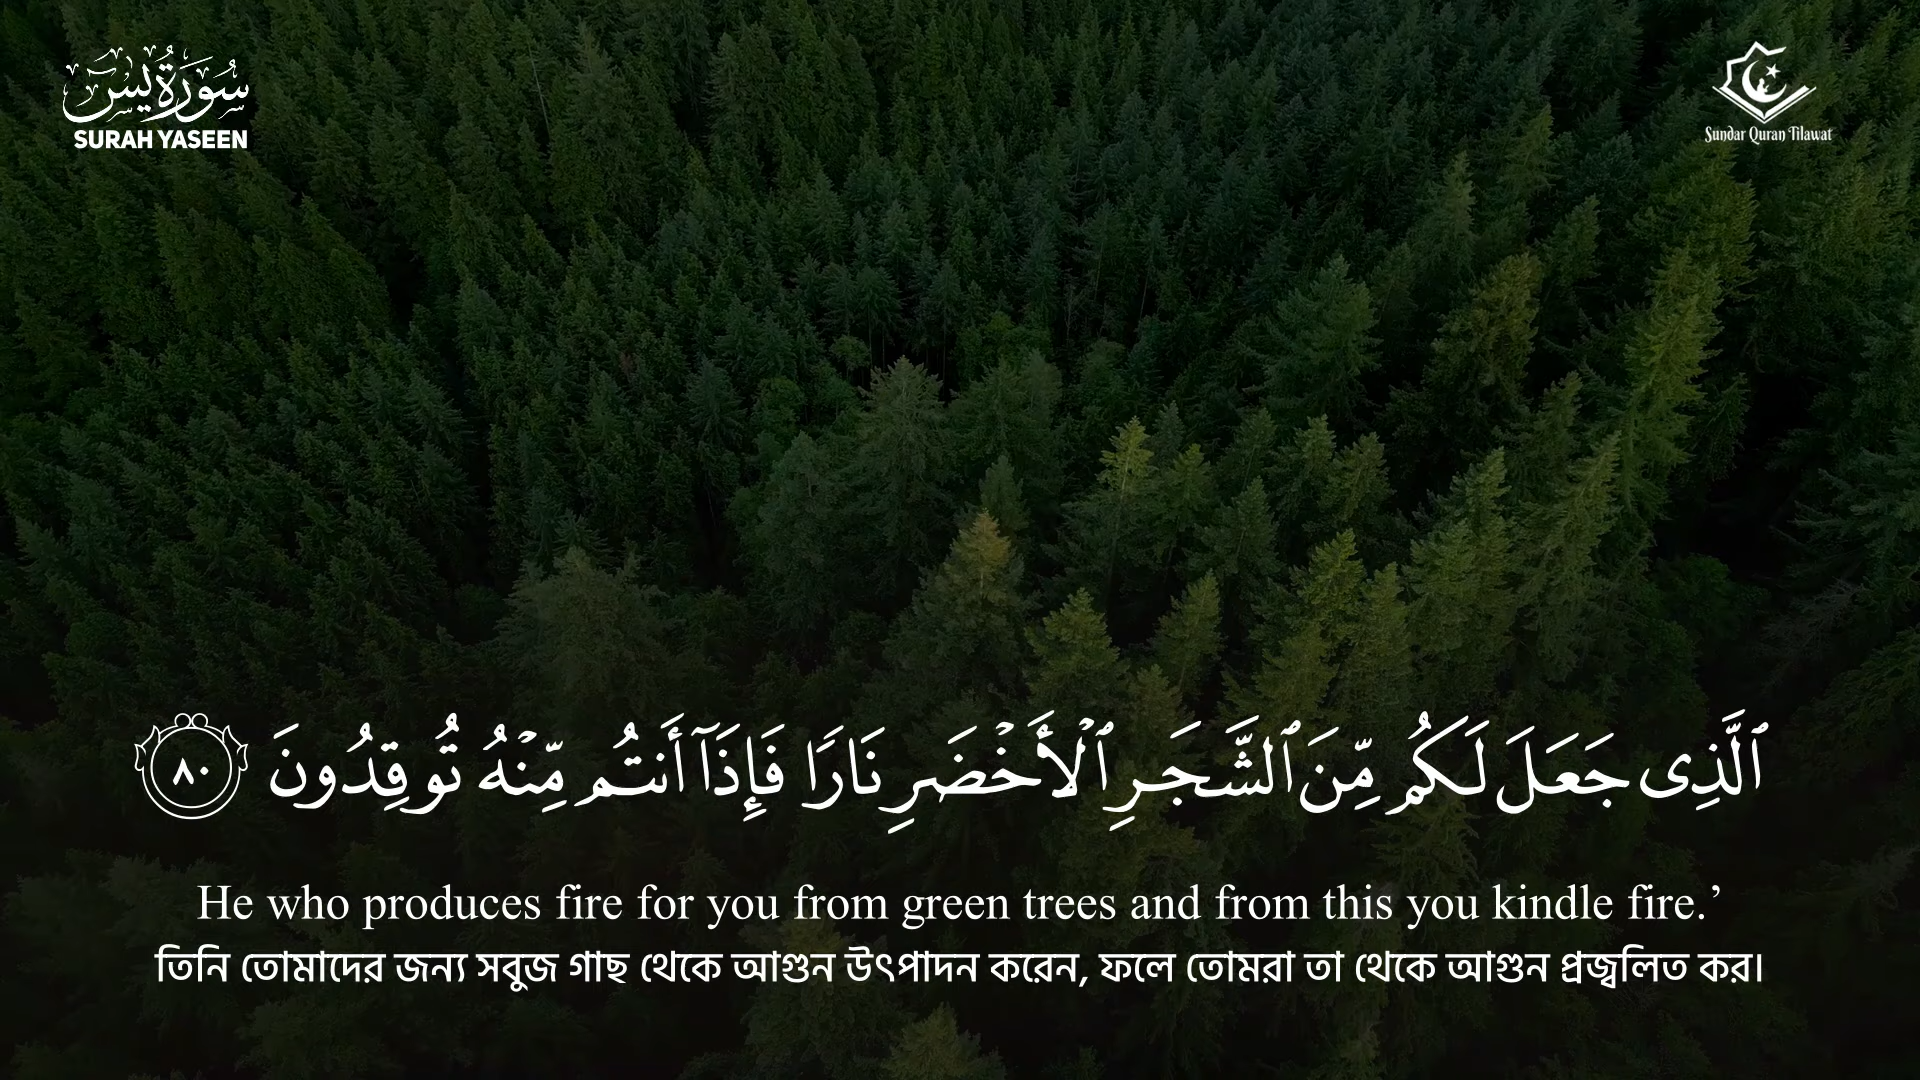 سُورَةُ يسٓ
SURAH YASEEN
Sundar Quran Tilawat
ٱلَّذِى جَعَلَ لَكُم مِّنَ ٱلشَّجَرِ ٱلْأَخْضَرِ نَارًا فَإِذَآ أَنتُم مِّنْهُ تُوقِدُونَ ٨٠
He who produces fire for you from green trees and from this you kindle fire.’
তিনি তোমাদের জন্য সবুজ গাছ থেকে আগুন উৎপাদন করেন, ফলে তোমরা তা থেকে আগুন প্রজ্বলিত কর।